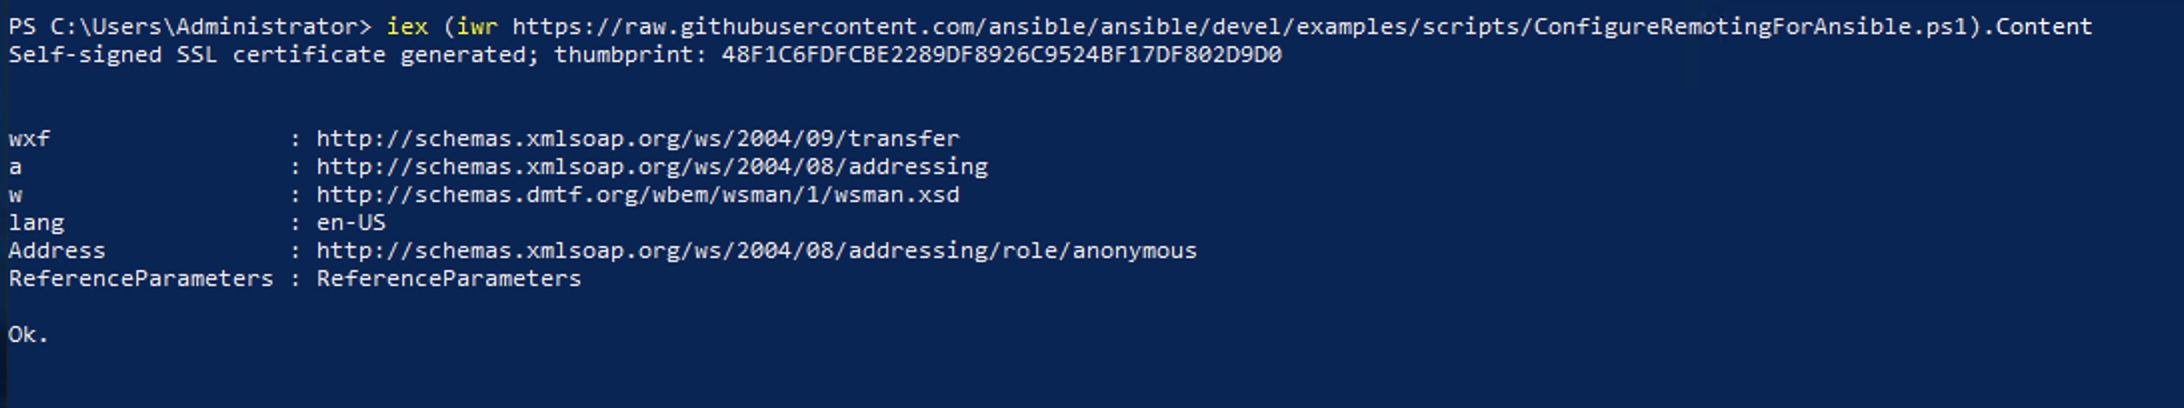 PS C:\Users\Administrator> iex (iwr https://raw.githubusercontent.com/ansible/ansible/devel/examples/scripts/ConfigureRemotingForAnsible.ps1).Content
Self-signed SSL certificate generated; thumbprint: 48F1C6FDFCBE2289DF8926C9524BF17DF802D9D0
wxf : http://schemas.xmlsoap.org/ws/2004/09/transfer
a : http://schemas.xmlsoap.org/ws/2004/08/addressing
w : http://schemas.dmtf.org/wbem/wsman/1/wsman.xsd
lang : en-US
Address : http://schemas.xmlsoap.org/ws/2004/08/addressing/role/anonymous
ReferenceParameters : ReferenceParameters
Ok.